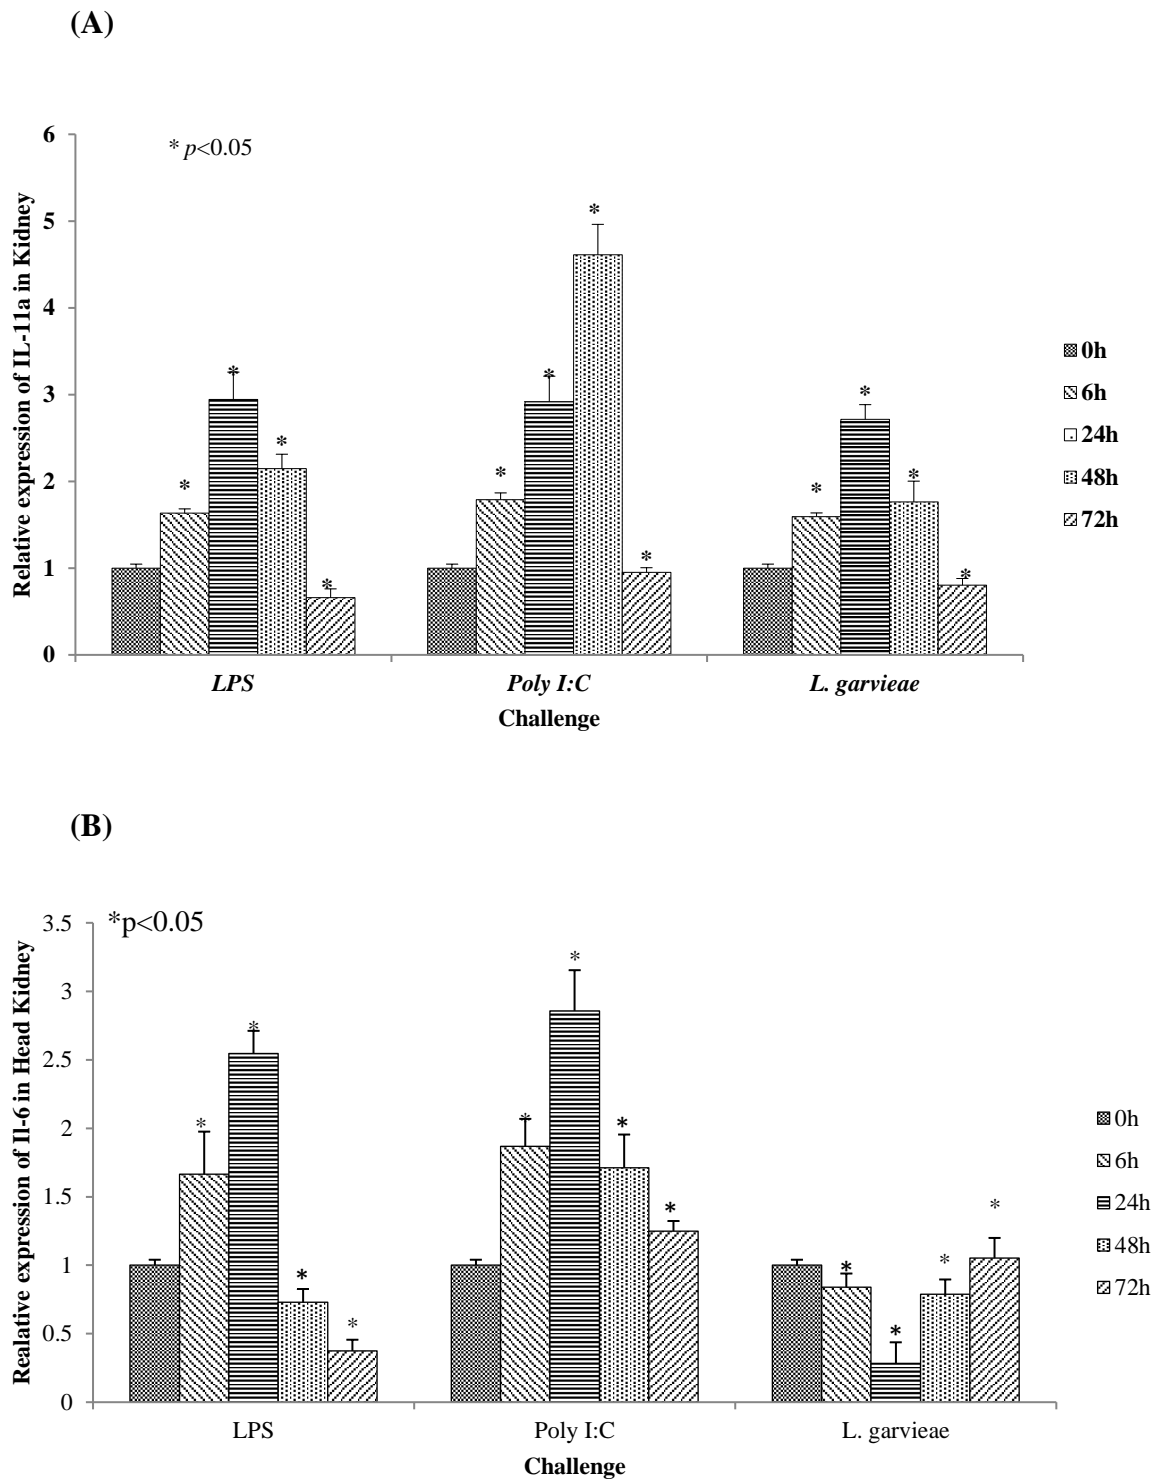 (A)
* p<0.05
Relative expression of IL-11a in Kidney
6
5
4
3
2
1
0
* * * *
* * * *
* * * *
LPS Poly I:C L. garvieae
Challenge
0h
6h
24h
48h
72h
(B)
*p<0.05
Realative expression of Il-6 in Head Kidney
3.5
3
2.5
2
1.5
1
0.5
0
* * * *
* * * *
* * * *
LPS Poly I:C L. garvieae
Challenge
0h
6h
24h
48h
72h